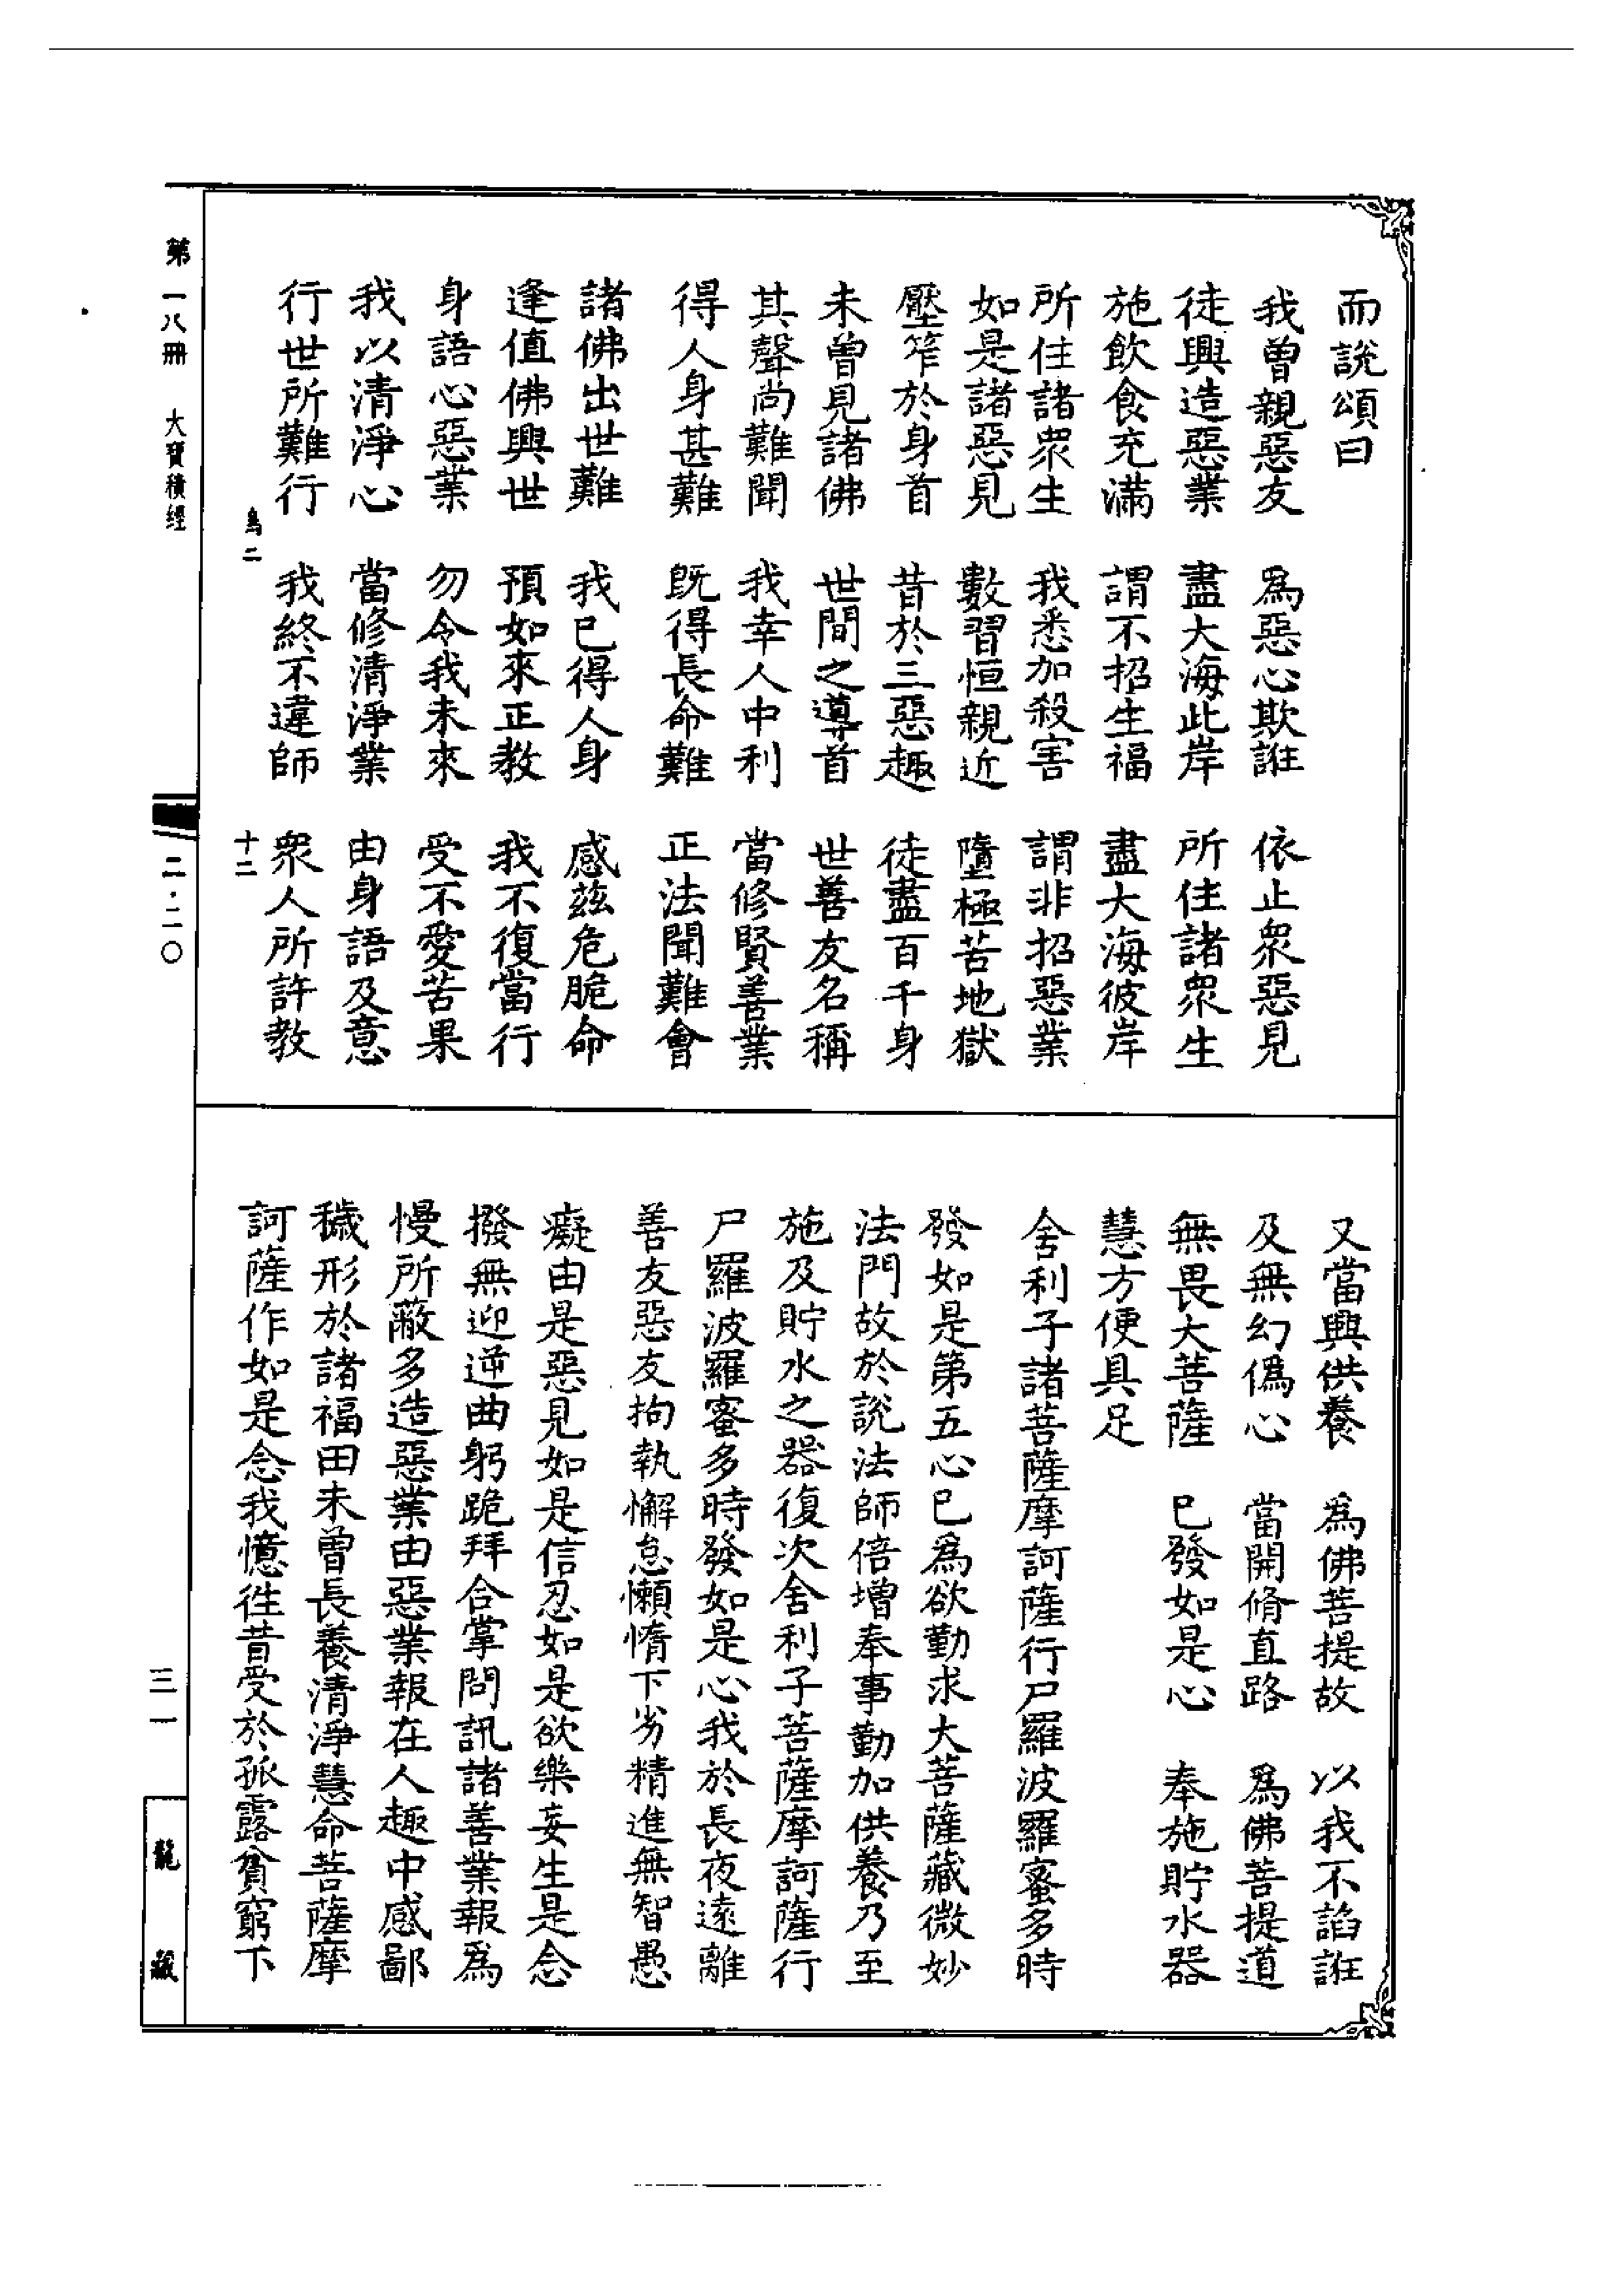 而說頌曰
我曾親惡友　為惡心欺誑　依止衆惡見
徒興造惡業　盡大海此岸　所住諸衆生
施飲食充滿　謂不招生福　盡大海彼岸
所住諸衆生　我悉加殺害　謂非招惡業
如是諸惡見　數習恒親近　墮極苦地獄
壓笮於身首　昔於三惡趣　徒盡百千身
未曾見諸佛　世間之導首　世善友名稱
其聲尚難聞　我幸人中利　當修賢善業
得人身甚難　既得長命難　正法聞難會
諸佛出世難　我已得人身　感茲危脆命
逢值佛興世　預如來正教　我不復當行
身語心惡業　勿令我未來　受不愛苦果
我以清淨心　當修清淨業　由身語及意
行世所難行　我終不違師　衆人所許教
又當興供養　為佛菩提故　以我不諂誑
及無幻偽心　當開脩直路　為佛菩提道
無畏大菩薩　已發如是心　奉施貯水器
慧方便具足
舍利子諸菩薩摩訶薩行尸羅波羅蜜多時
發如是第五心已為欲勤求大菩薩藏微妙
法門故於說法師倍增奉事勤加供養乃至
施及貯水之器復次舍利子菩薩摩訶薩行
尸羅波羅蜜多時發如是心我於長夜遠離
善友惡友拘執懈怠懶惰下劣精進無智愚
癡由是惡見如是信忍如是欲樂妄生是念
撥無迎逆曲躬跪拜合掌問訊諸善業報為
慢所蔽多造惡業由惡業報在人趣中感鄙
穢形於諸福田未曾長養清淨慧命菩薩摩
訶薩作如是念我憶往昔受於孤露貧窮下
第一八冊　大寶積經
鳥二
十二
二·二〇
三一
龍藏